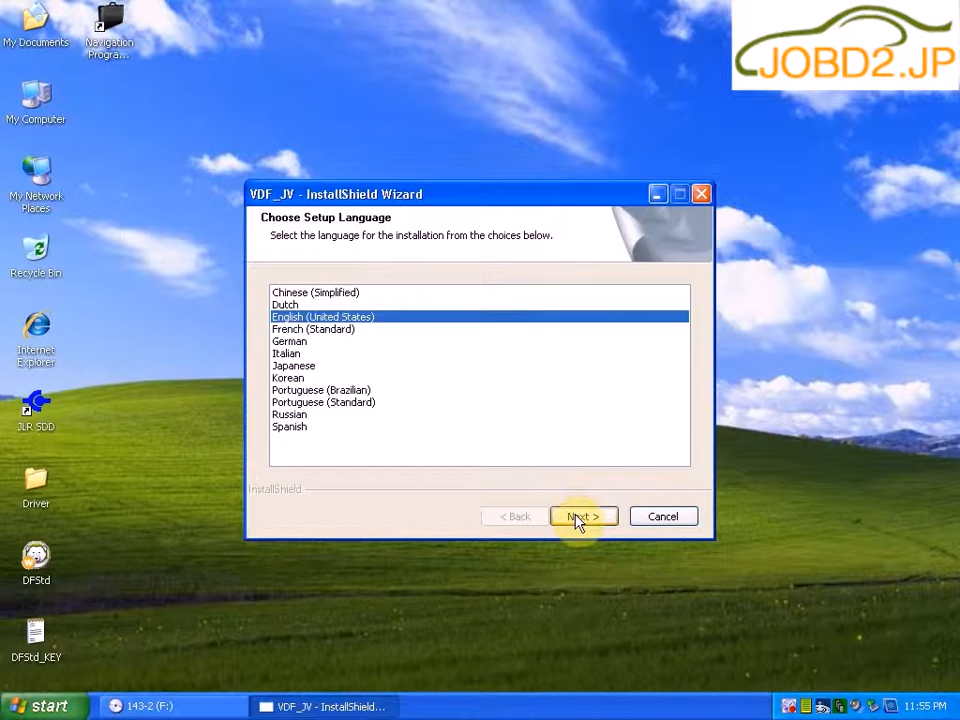 My Documents
Navigation
Progra...
JOBD2.JP
My Computer
My Network
Places
Recycle Bin
Internet
Explorer
JLR SDD
Driver
DFStd
DFStd_KEY
VDF_JV - InstallShield Wizard
Choose Setup Language
Select the language for the installation from the choices below.
Chinese (Simplified)
Dutch
English (United States)
French (Standard)
German
Italian
Japanese
Korean
Portuguese (Brazilian)
Portuguese (Standard)
Russian
Spanish
InstallShield
< Back
Next >
Cancel
start
143-2 (F:)
VDF_JV - InstallShield...
11:55 PM